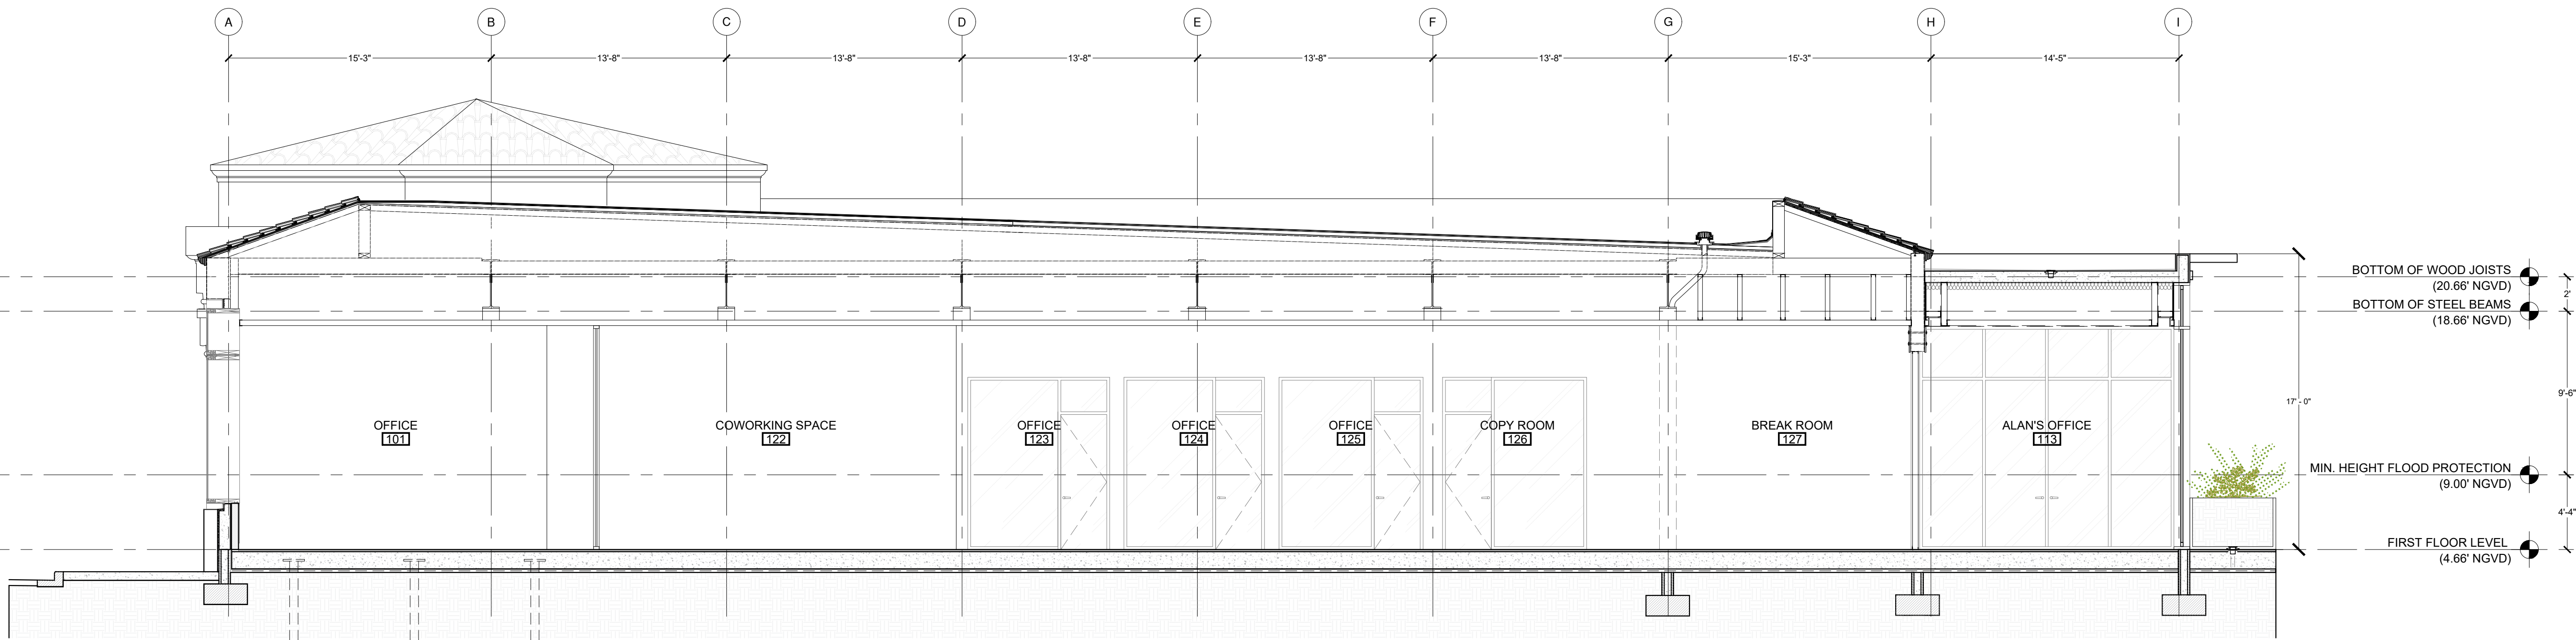 A B C D E F G H I
15'-3" 13'-8" 13'-8" 13'-8" 13'-8" 13'-8" 15'-3" 14'-5"
BOTTOM OF WOOD JOISTS
(20.66' NGVD)
2'
BOTTOM OF STEEL BEAMS
(18.66' NGVD)
9'-6"
17' - 0"
OFFICE
101
COWORKING SPACE
122
OFFICE
123
OFFICE
124
OFFICE
125
COPY ROOM
126
BREAK ROOM
127
ALAN'S OFFICE
113
MIN. HEIGHT FLOOD PROTECTION
(9.00' NGVD)
4'-4"
FIRST FLOOR LEVEL
(4.66' NGVD)